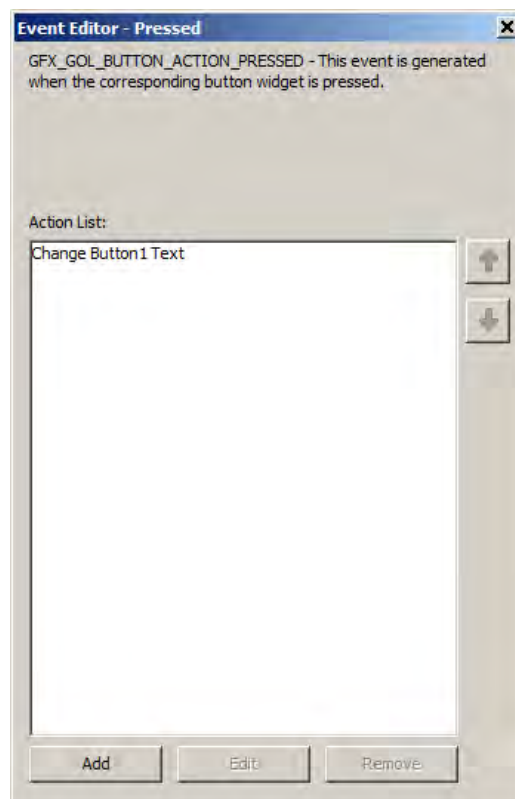 Event Editor - Pressed
GFX_GOL_BUTTON_ACTION_PRESSED - This event is generated
when the corresponding button widget is pressed.
Action List:
Change Button1 Text
Add
Edit
Remove